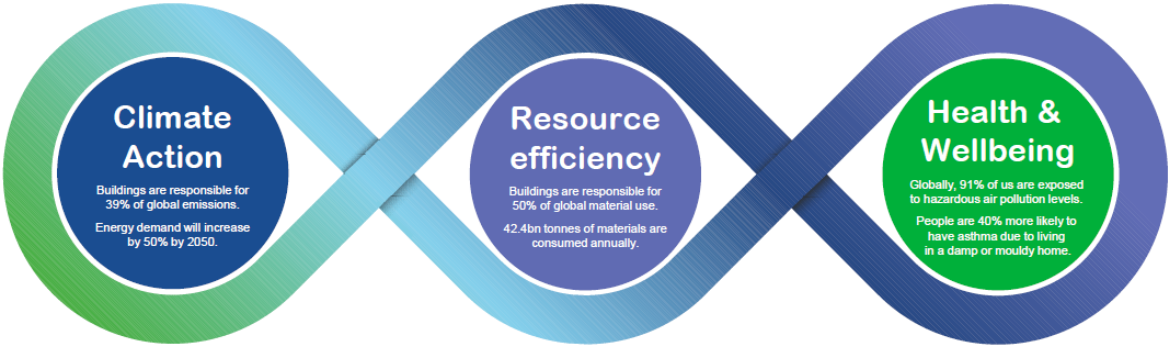 Climate
Action
Buildings are responsible for
39% of global emissions.
Energy demand will increase
by 50% by 2050.
Resource
efficiency
Buildings are responsible for
50% of global material use.
42.4bn tonnes of materials are
consumed annually.
Health &
Wellbeing
Globally, 91% of us are exposed
to hazardous air pollution levels.
People are 40% more likely to
have asthma due to living
in a damp or mouldy home.